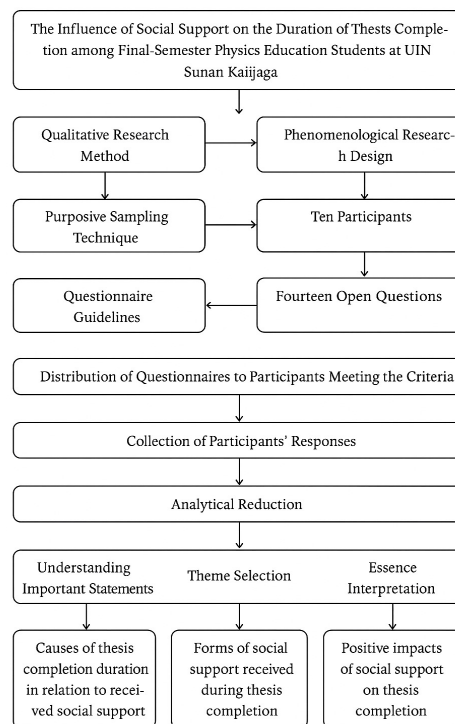 The Influence of Social Support on the Duration of Thests Comple-
tion among Final-Semester Physics Education Students at UIN
Sunan Kaiijaga
Qualitative Research
Method
Phenomenological Researc-
h Design
Purposive Sampling
Technique
Ten Participants
Questionnaire
Guidelines
Fourteen Open Questions
Distribution of Questionnaires to Participants Meeting the Criteria
Collection of Participants' Responses
Analytical Reduction
Understanding
Important Statements
Theme Selection
Essence
Interpretation
Causes of thesis
completion duration
in relation to recei-
ved social support
Forms of social
support received
during thesis
completion
Positive impacts
of social support
on thesis
completion